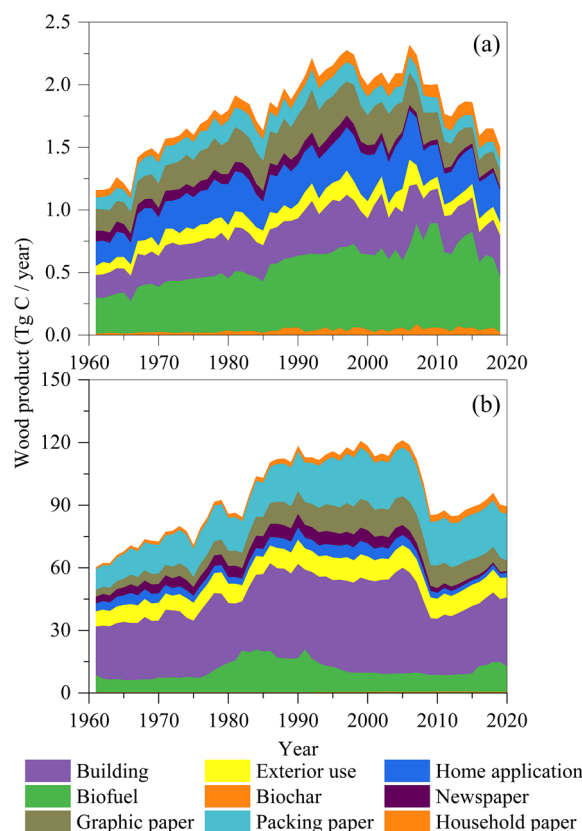 2.5
(a)
2.0
1.5
1.0
0.5
0.0
1960 1970 1980 1990 2000 2010 2020
Wood product (Tg C / year)
150
(b)
120
90
60
30
0
1960 1970 1980 1990 2000 2010 2020
Year
Building Exterior use Home application
Biofuel Biochar Newspaper
Graphic paper Packing paper Household paper